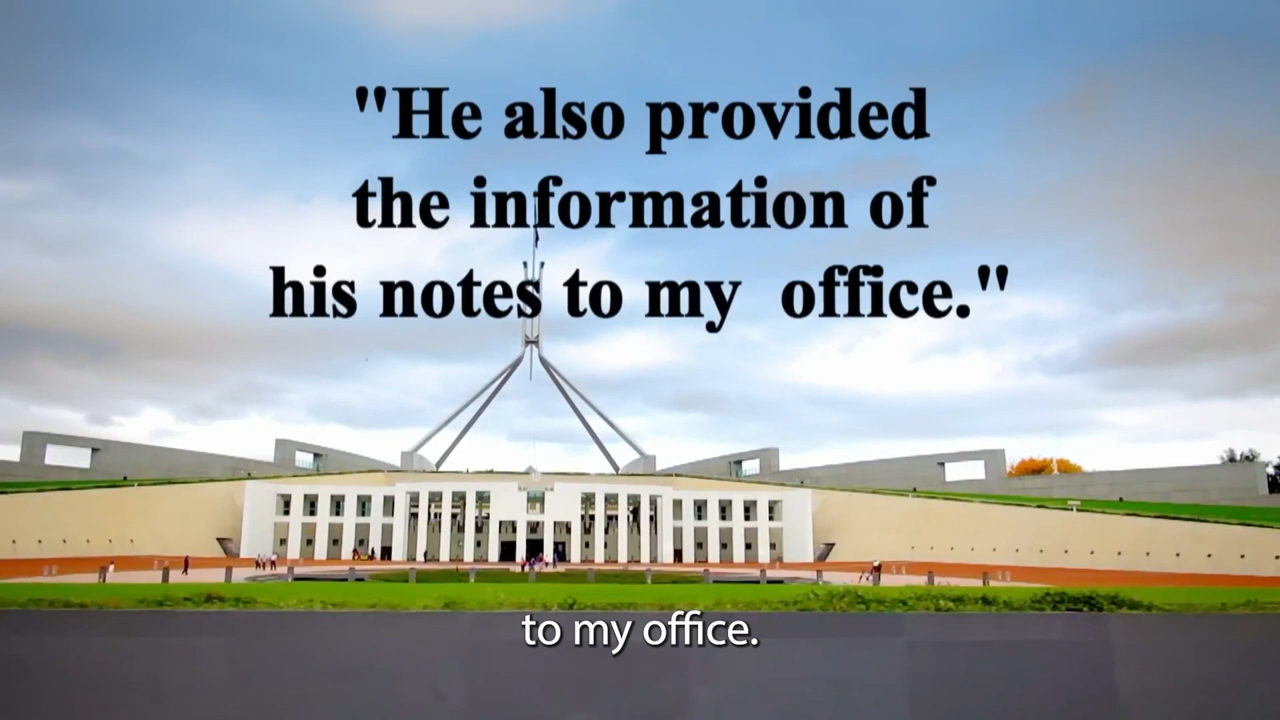 "He also provided
the information of
his notes to my  office."
to my office.